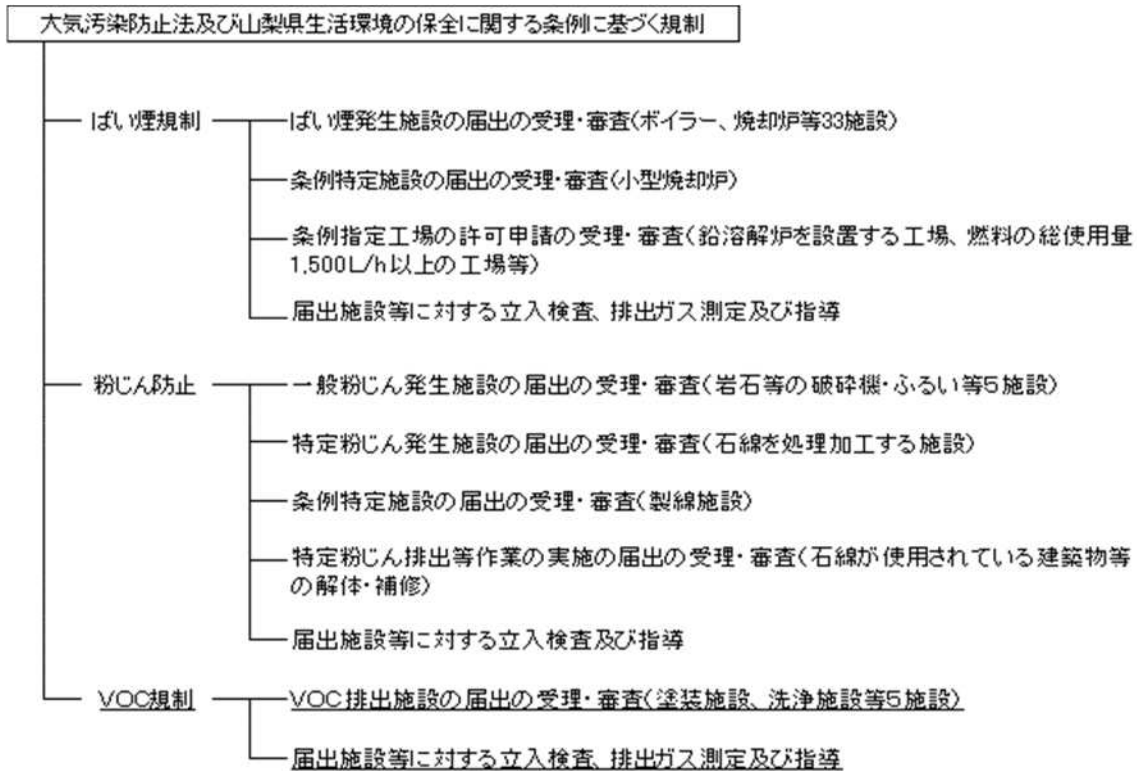 大気汚染防止法及び山梨県生活環境の保全に関する条例に基づく規制
ばい煙規制
ばい煙発生施設の届出の受理・審査(ボイラー、焼却炉等33施設)
条例特定施設の届出の受理・審査(小型焼却炉)
条例指定工場の許可申請の受理・審査(鉛溶解炉を設置する工場、燃料の総使用量
1,500L/h以上の工場等)
届出施設等に対する立入検査、排出ガス測定及び指導
粉じん防止
一般粉じん発生施設の届出の受理・審査(岩石等の破砕機・ふるい等5施設)
特定粉じん発生施設の届出の受理・審査(石綿を処理加工する施設)
条例特定施設の届出の受理・審査(製綿施設)
特定粉じん排出等作業の実施の届出の受理・審査(石綿が使用されている建築物等
の解体・補修)
届出施設等に対する立入検査及び指導
VOC規制
VOC排出施設の届出の受理・審査(塗装施設、洗浄施設等5施設)
届出施設等に対する立入検査、排出ガス測定及び指導